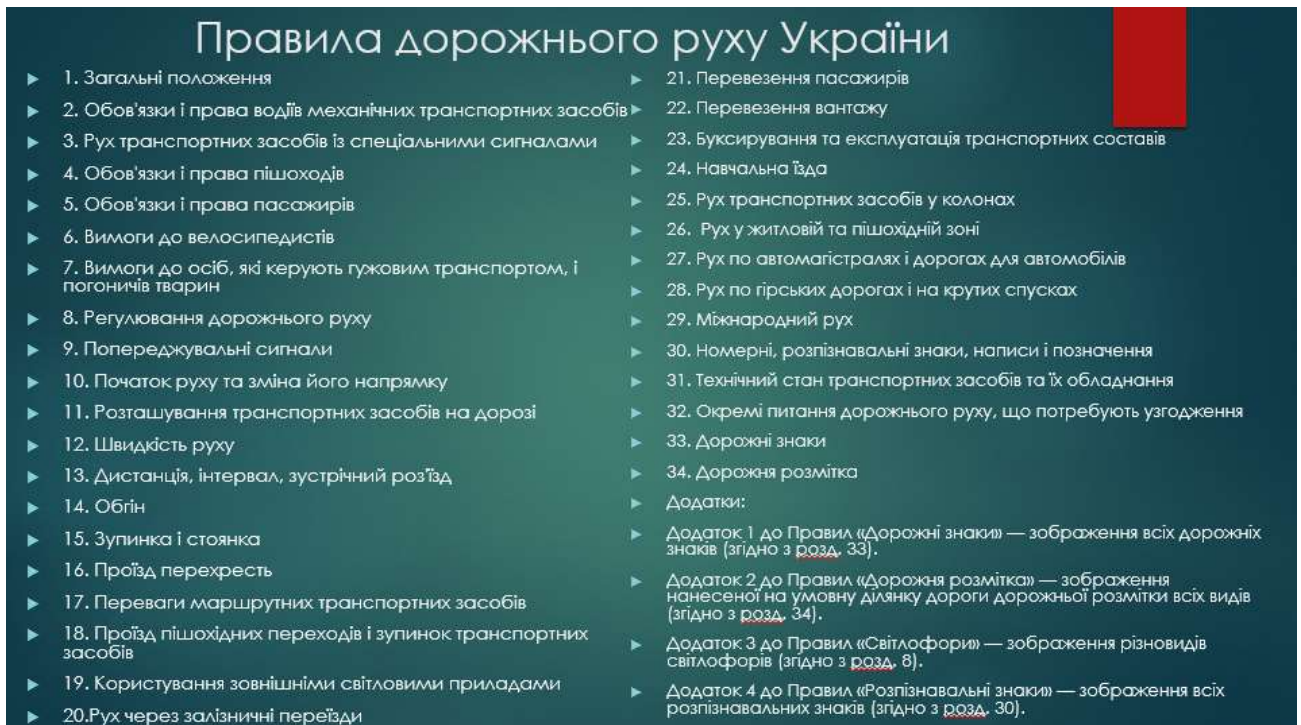 Правила дорожнього руху України
1. Загальні положення
2. Обов'язки і права водіїв механічних транспортних засобів
3. Рух транспортних засобів із спеціальними сигналами
4. Обов'язки і права пішоходів
5. Обов'язки і права пасажирів
6. Вимоги до велосипедистів
7. Вимоги до осіб, які керують гужовим транспортом, і
погоничів тварин
8. Регулювання дорожнього руху
9. Попереджувальні сигнали
10. Початок руху та зміна його напрямку
11. Розташування транспортних засобів на дорозі
12. Швидкість руху
13. Дистанція, інтервал, зустрічний роз'їзд
14. Обгін
15. Зупинка і стоянка
16. Проїзд перехресть
17. Переваги маршрутних транспортних засобів
18. Проїзд пішохідних переходів і зупинок транспортних
засобів
19. Користування зовнішніми світловими приладами
20.Рух через залізничні переїзди
21. Перевезення пасажирів
22. Перевезення вантажу
23. Буксирування та експлуатація транспортних составів
24. Навчальна їзда
25. Рух транспортних засобів у колонах
26. Рух у житловій та пішохідній зоні
27. Рух по автомагістралях і дорогах для автомобілів
28. Рух по гірських дорогах і на крутих спусках
29. Міжнародний рух
30. Номерні, розпізнавальні знаки, написи і позначення
31. Технічний стан транспортних засобів та їх обладнання
32. Окремі питання дорожнього руху, що потребують узгодження
33. Дорожні знаки
34. Дорожня розмітка
Додатки:
Додаток 1 до Правил «Дорожні знаки» — зображення всіх дорожніх
знаків (згідно з розд. 33).
Додаток 2 до Правил «Дорожня розмітка» — зображення
нанесеної на умовну ділянку дороги дорожньої розмітки всіх видів
(згідно з розд. 34).
Додаток 3 до Правил «Світлофори» — зображення різновидів
світлофорів (згідно з розд. 8).
Додаток 4 до Правил «Розпізнавальні знаки» — зображення всіх
розпізнавальних знаків (згідно з розд. 30).